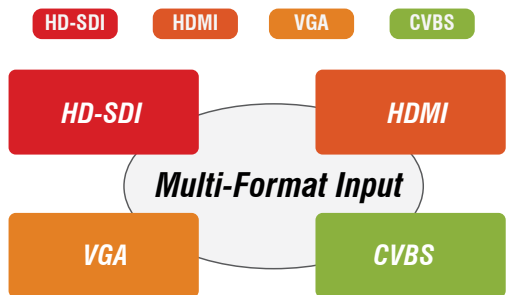 HD-SDI HDMI VGA CVBS
HD-SDI HDMI
Multi-Format Input
VGA CVBS